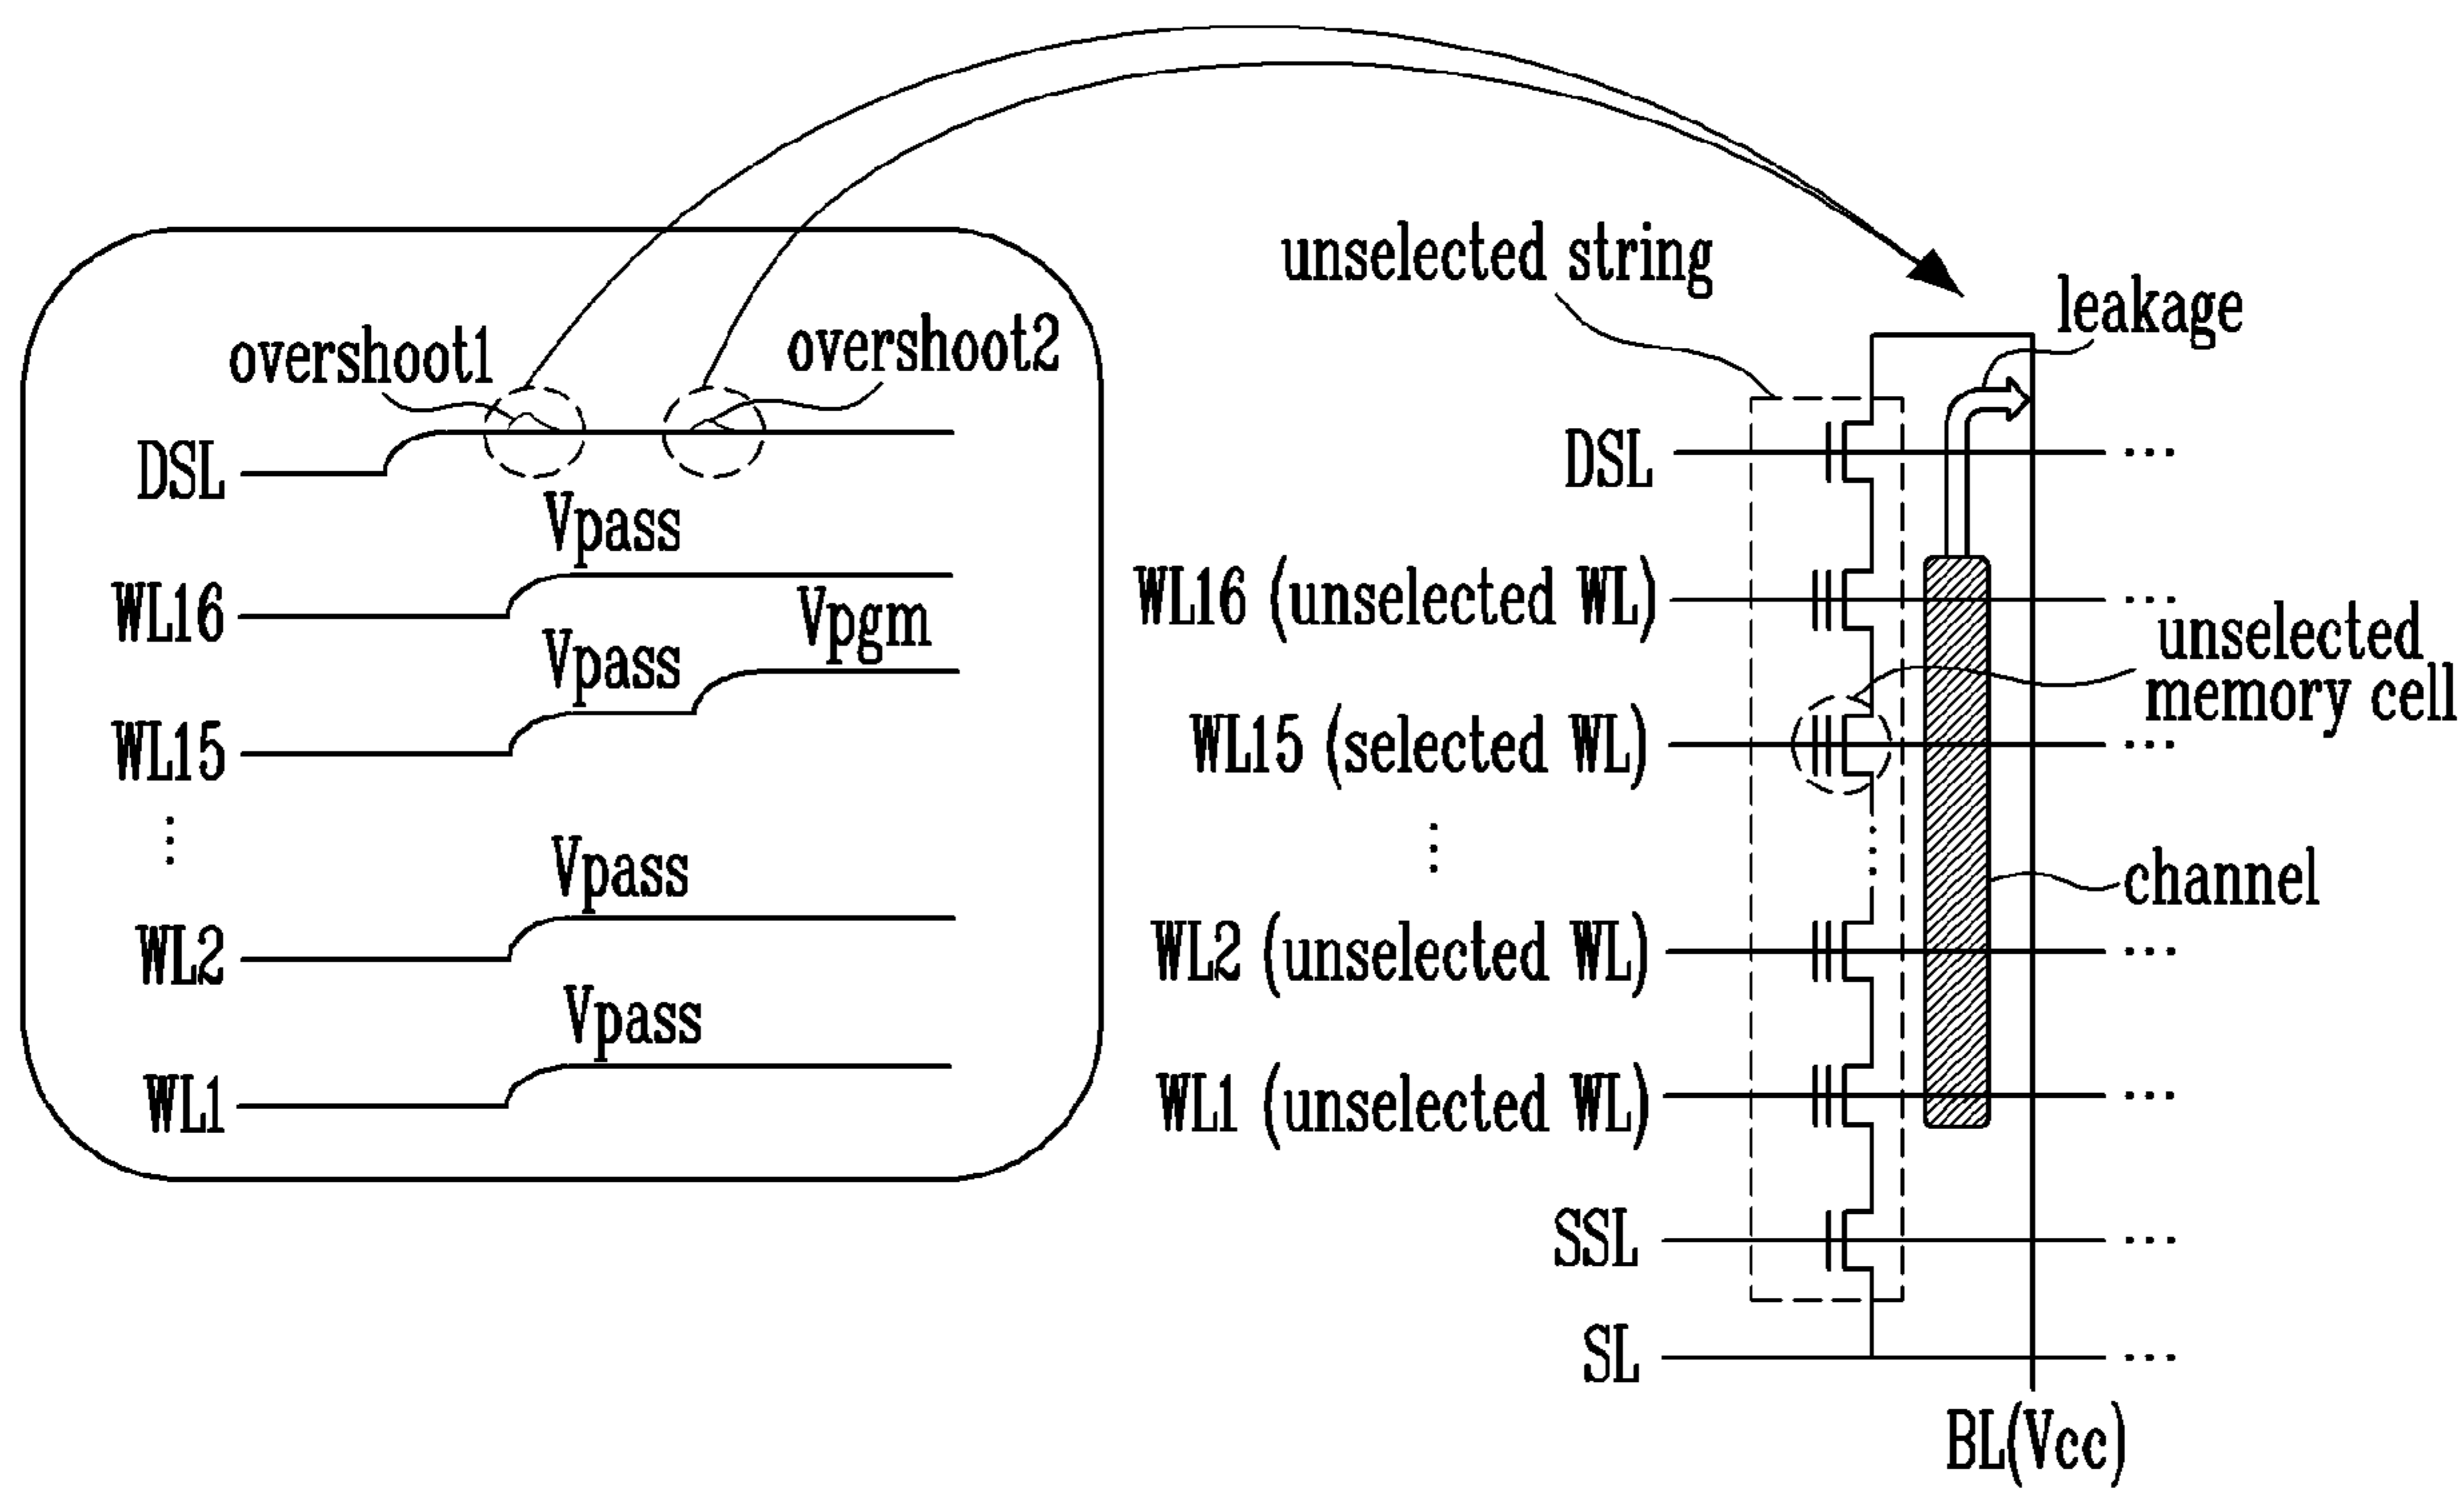 overshoot1
overshoot2
DSL
Vpass
WL16
Vpgm
Vpass
WL15
⋮
Vpass
WL2
Vpass
WL1
unselected string
leakage
DSL ...
WL16 (unselected WL) ...
unselected
memory cell
WL15 (selected WL) ...
⋮
channel
WL2 (unselected WL) ...
WL1 (unselected WL) ...
SSL ...
SL ...
BL(Vcc)